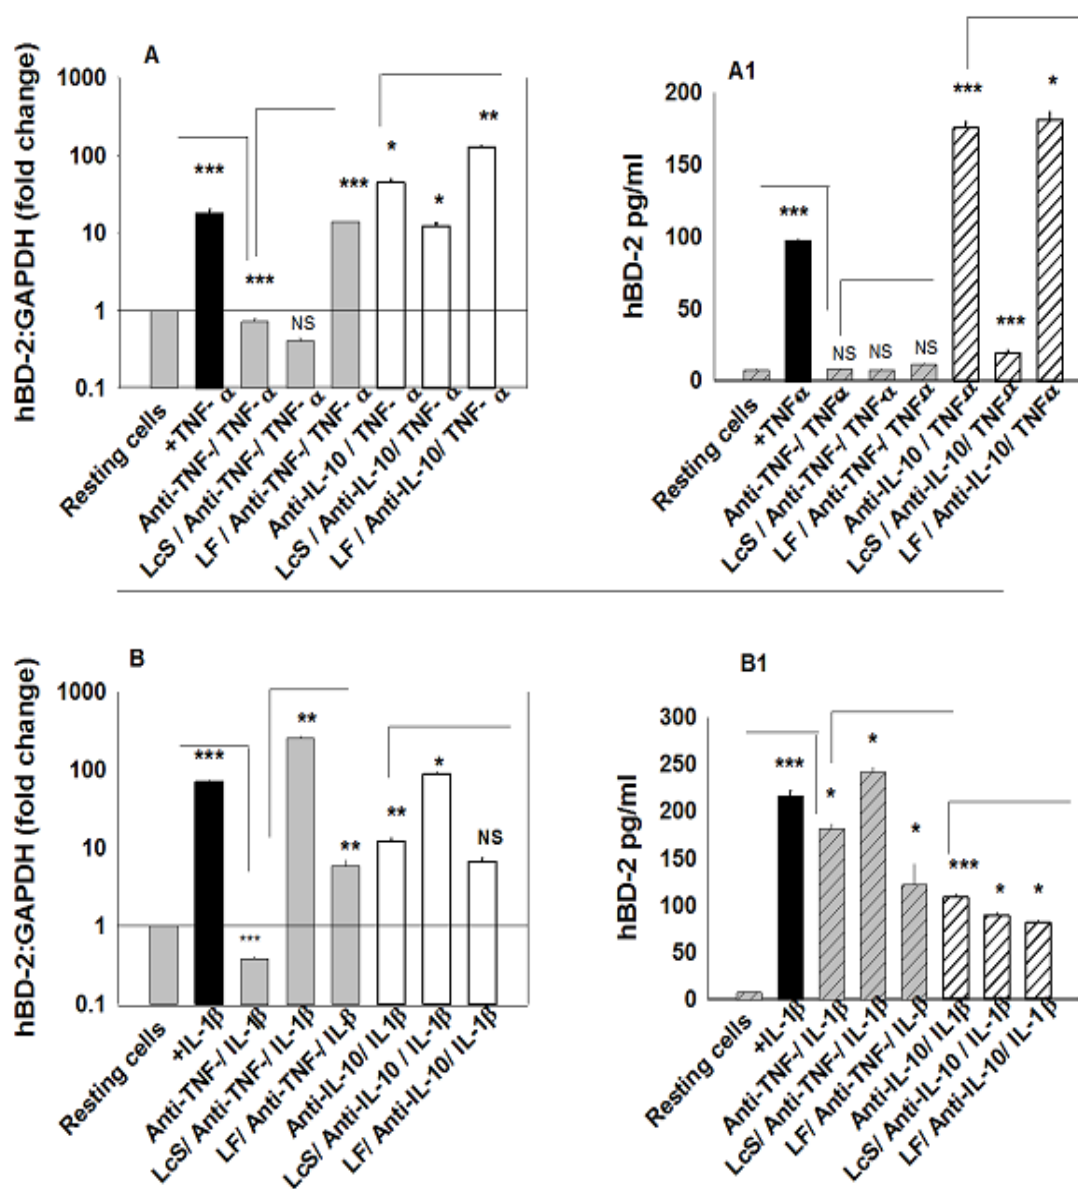 A
hBD-2:GAPDH (fold change)
1000
100
10
1
0.1
***
***
NS
***
*
*
**
Resting cells
+TNF- α
Anti-TNF-/ TNF- α
LcS / Anti-TNF-/ TNF- α
LF / Anti-TNF-/ TNF- α
Anti-IL-10 / TNF- α
LcS / Anti-IL-10/ TNF- α
LF / Anti-IL-10/ TNF- α
A1
hBD-2 pg/ml
200
150
100
50
0
***
NS
NS
NS
***
***
*
Resting cells
+TNFα
Anti-TNF-/ TNFα
LcS / Anti-TNF-/ TNF-α
LF / Anti-TNF-/ TNFα
Anti-IL-10 / TNF-α
LcS / Anti-IL-10/ TNF-α
LF / Anti-IL-10/ TNFα
B
hBD-2:GAPDH (fold change)
1000
100
10
1
0.1
***
***
**
**
**
*
NS
Resting cells
+IL-1β
Anti-TNF-/ IL-1β
LcS/ Anti-TNF-/ IL-1β
LF/ Anti-TNF-/ IL-β
Anti-IL-10/ IL1β
LcS/ Anti-IL-10 / IL-1β
LF/ Anti-IL-10/ IL-1β
B1
hBD-2 pg/ml
300
250
200
150
100
50
0
***
*
*
*
***
*
*
Resting cells
+IL-1β
Anti-TNF-/ IL-1β
LcS/ Anti-TNF-/ IL-1β
LF/ Anti-TNF-/ IL-β
Anti-IL-10/ IL1β
LcS/ Anti-IL-10 / IL-1β
LF/ Anti-IL-10/ IL-1 β